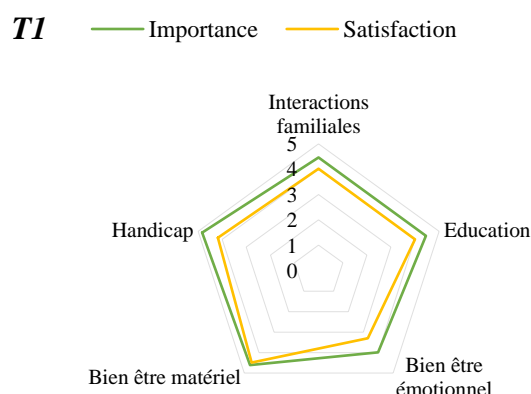 T1 Importance Satisfaction
Interactions
familiales
5
4
3
2
1
0
Handicap
Education
Bien être matériel
Bien être
émotionnel